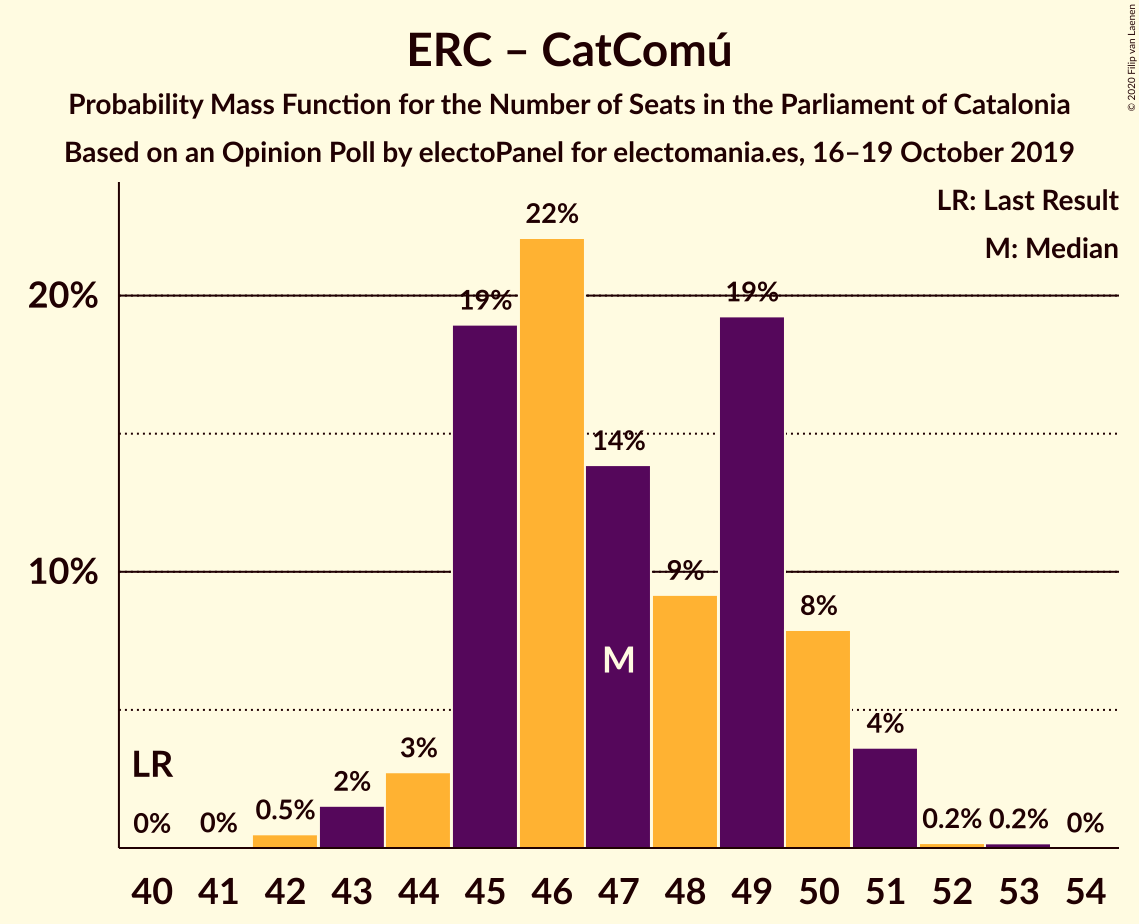 ERC – CatComú
Probability Mass Function for the Number of Seats in the Parliament of Catalonia
Based on an Opinion Poll by electoPanel for electomania.es, 16–19 October 2019
© 2020 Filip van Laenen
LR: Last Result
M: Median
20%
10%
LR
0%
0%
0.5%
2%
3%
19%
22%
14%
M
9%
19%
8%
4%
0.2%
0.2%
0%
40 41 42 43 44 45 46 47 48 49 50 51 52 53 54